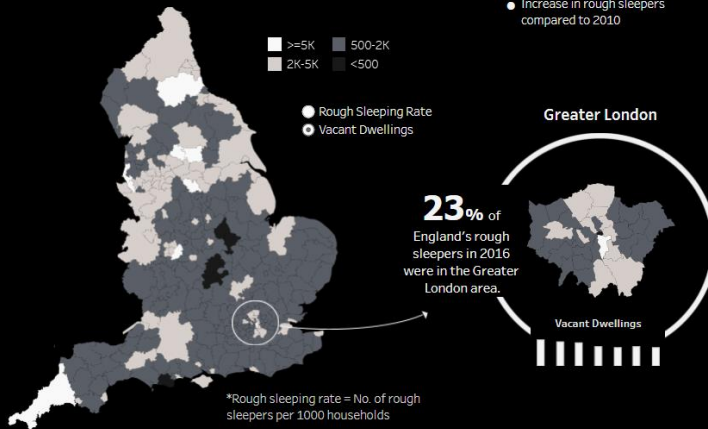 Increase in rough sleepers
compared to 2010
>=5K
500-2K
2K-5K
<500
Rough Sleeping Rate
Vacant Dwellings
Greater London
23% of
England's rough
sleepers in 2016
were in the Greater
London area.
Vacant Dwellings
*Rough sleeping rate = No. of rough
sleepers per 1000 households